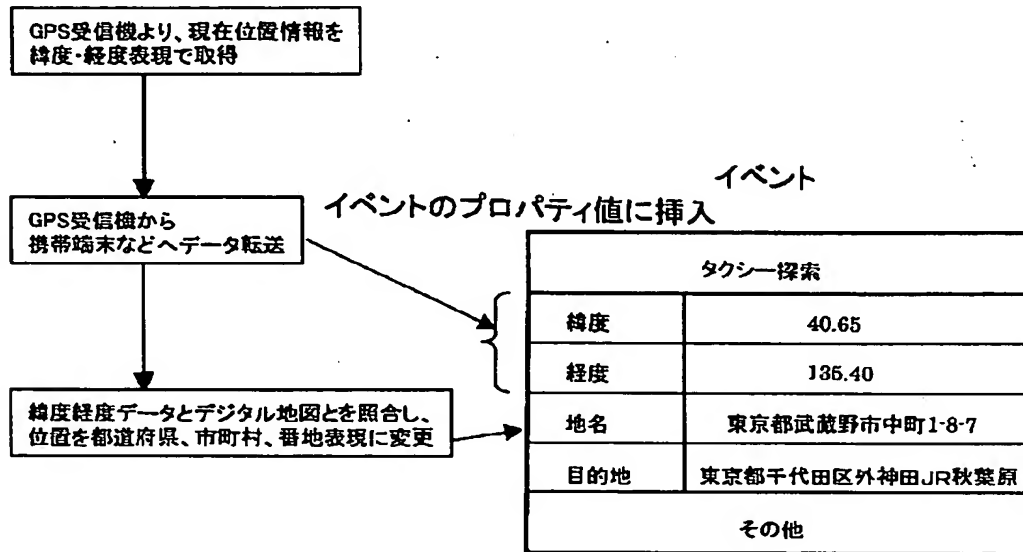 GPS受信機より、現在位置情報を
緯度・経度表現で取得
GPS受信機から
携帯端末などへデータ転送
緯度経度データとデジタル地図とを照合し、
位置を都道府県、市町村、番地表現に変更
イベント
イベントのプロパティ値に挿入
タクシー探索
緯度 40.65
経度 135.40
地名 東京都武蔵野市中町1-8-7
目的地 東京都千代田区外神田JR秋葉原
その他